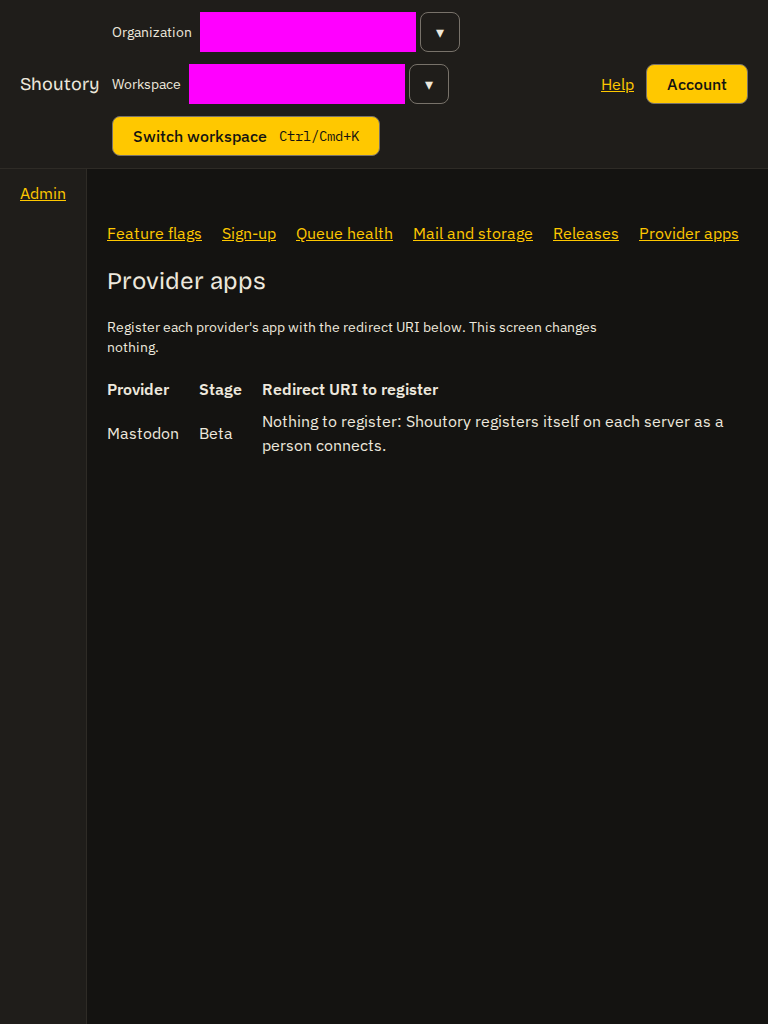 Organization ▼
Shoutory Workspace ▼ Help Account
Switch workspace Ctrl/Cmd+K
Admin
Feature flags Sign-up Queue health Mail and storage Releases Provider apps
Provider apps
Register each provider's app with the redirect URI below. This screen changes
nothing.
Provider Stage Redirect URI to register
Mastodon Beta Nothing to register: Shoutory registers itself on each server as a
person connects.